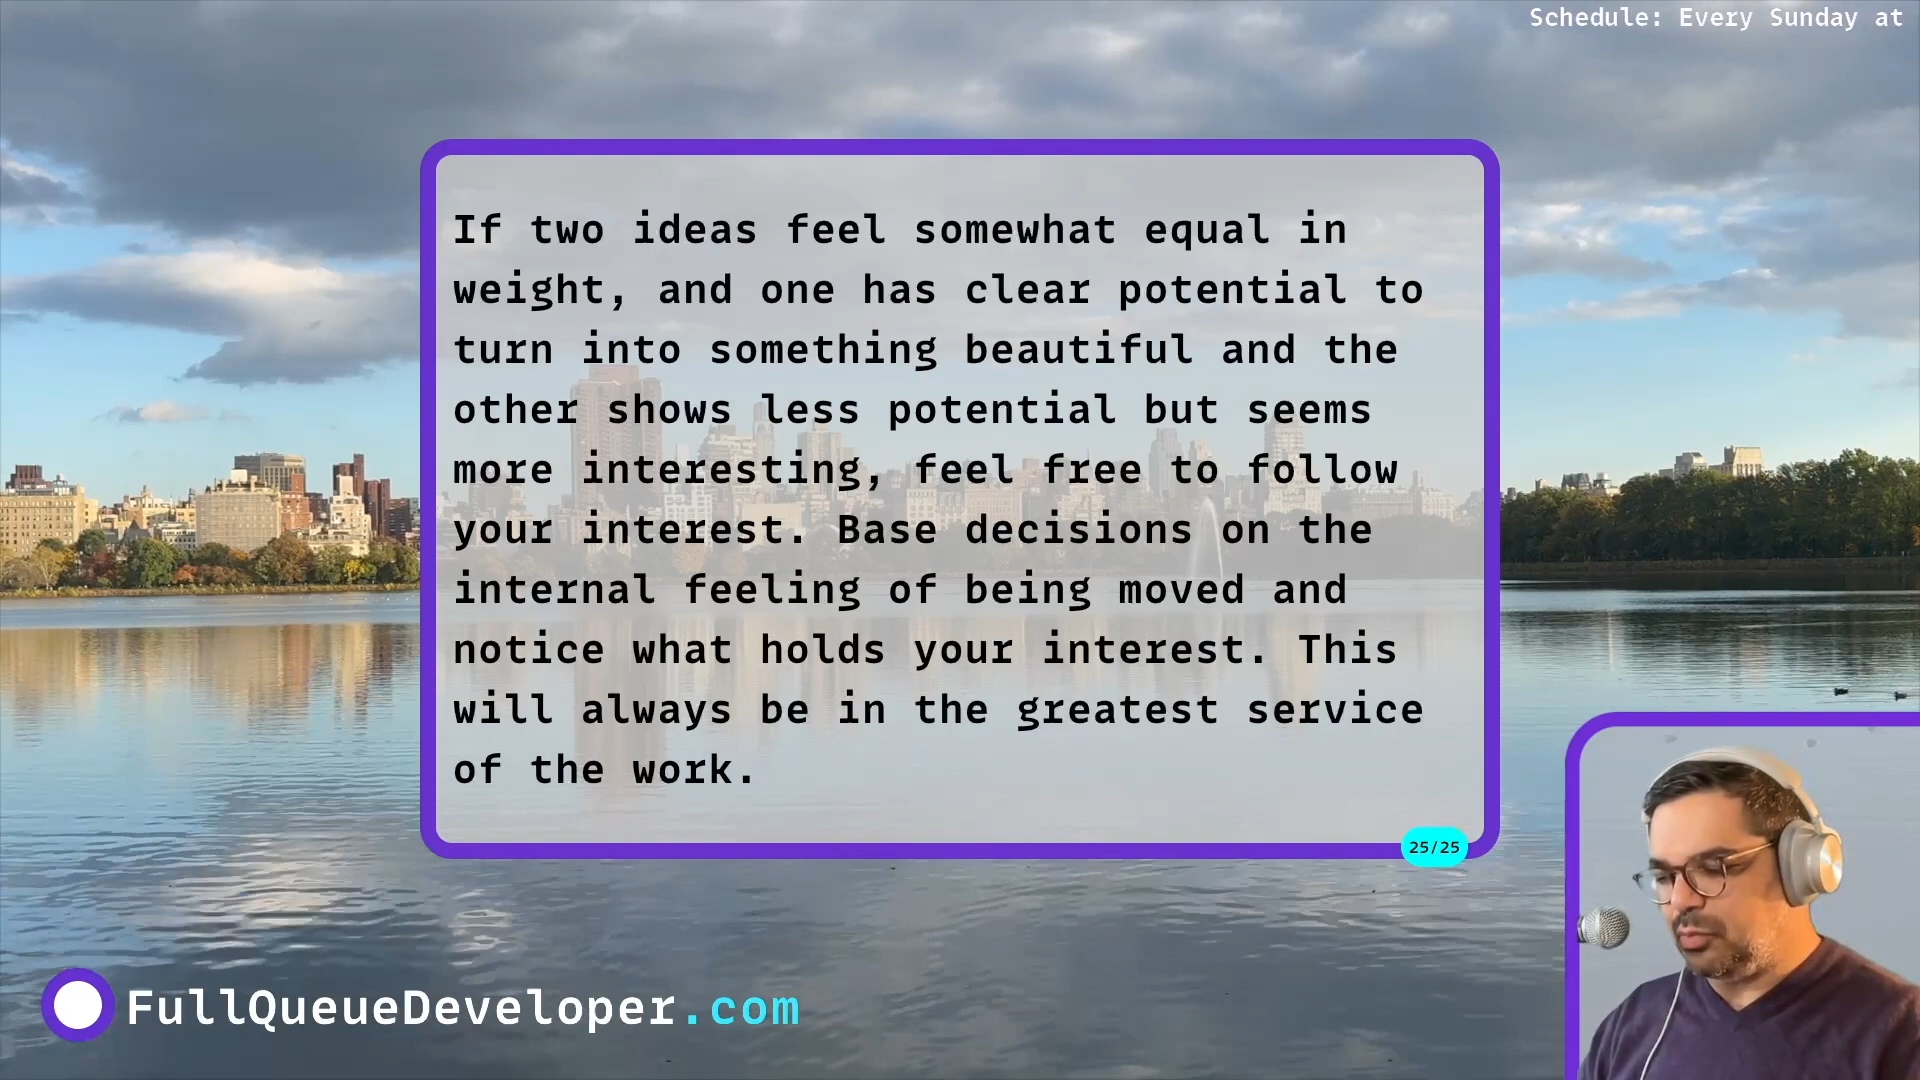 Schedule: Every Sunday at
If two ideas feel somewhat equal in
weight, and one has clear potential to
turn into something beautiful and the
other shows less potential but seems
more interesting, feel free to follow
your interest. Base decisions on the
internal feeling of being moved and
notice what holds your interest. This
will always be in the greatest service
of the work.
25/25
FullQueueDeveloper.com